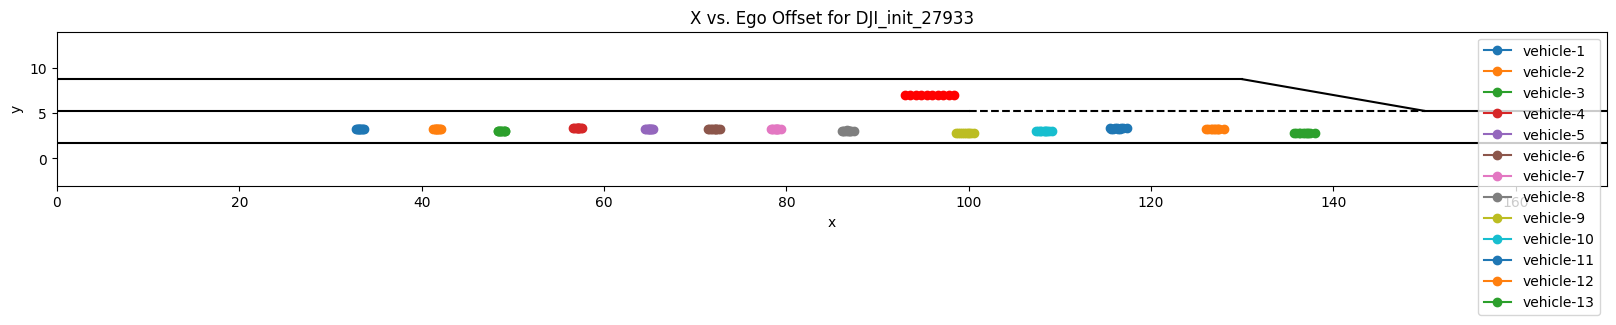 X vs. Ego Offset for DJI_init_27933
10
5
0
y
0 20 40 60 80 100 120 140 160
x
vehicle-1
vehicle-2
vehicle-3
vehicle-4
vehicle-5
vehicle-6
vehicle-7
vehicle-8
vehicle-9
vehicle-10
vehicle-11
vehicle-12
vehicle-13